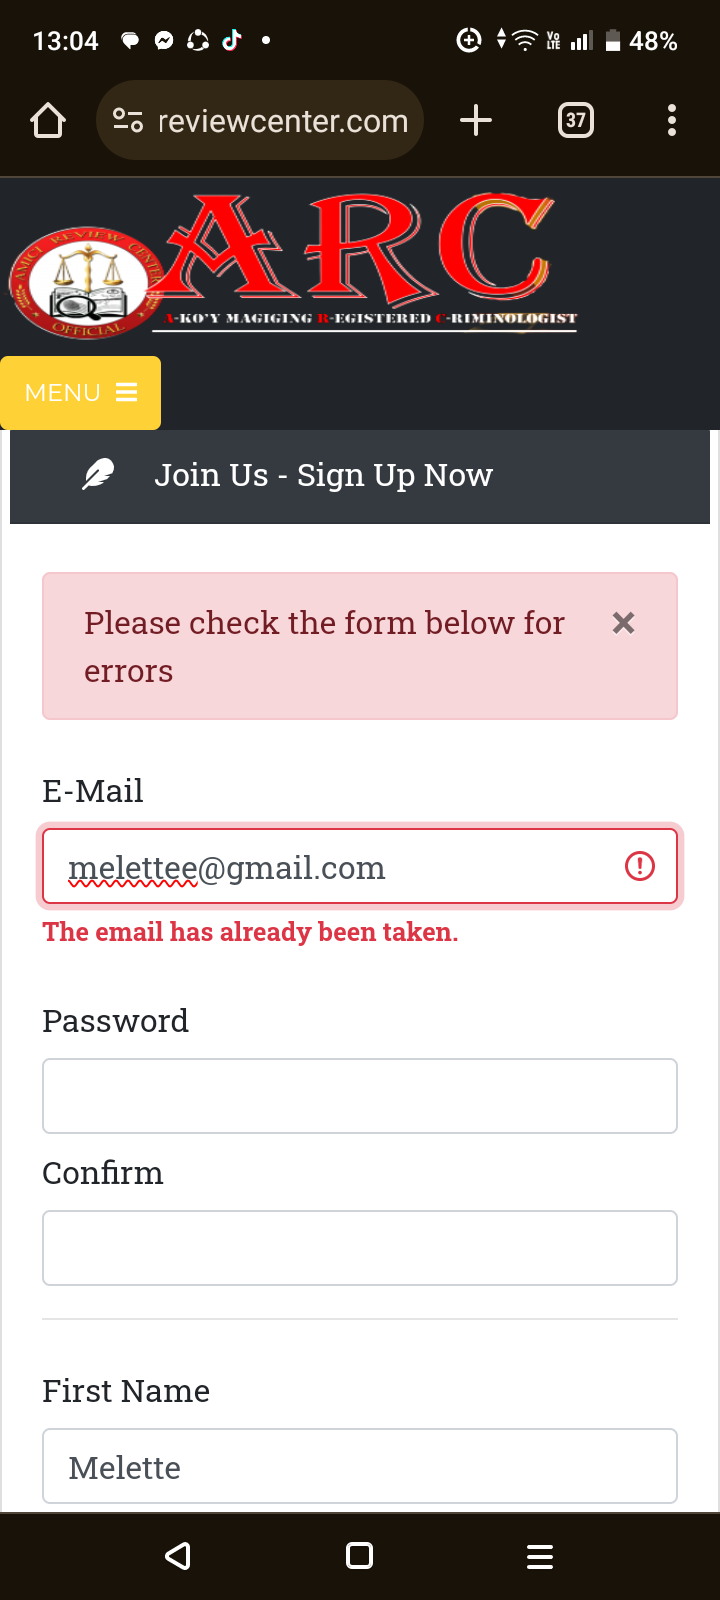 13:04
Vo LTE
48%
reviewcenter.com
37
AMICI REVIEW CENTER
OFFICIAL
ARC
A-KO'Y MAGIGING R-EGISTERED C-RIMINOLOGIST
MENU
Join Us - Sign Up Now
Please check the form below for
errors
E-Mail
melettee@gmail.com
The email has already been taken.
Password
Confirm
First Name
Melette